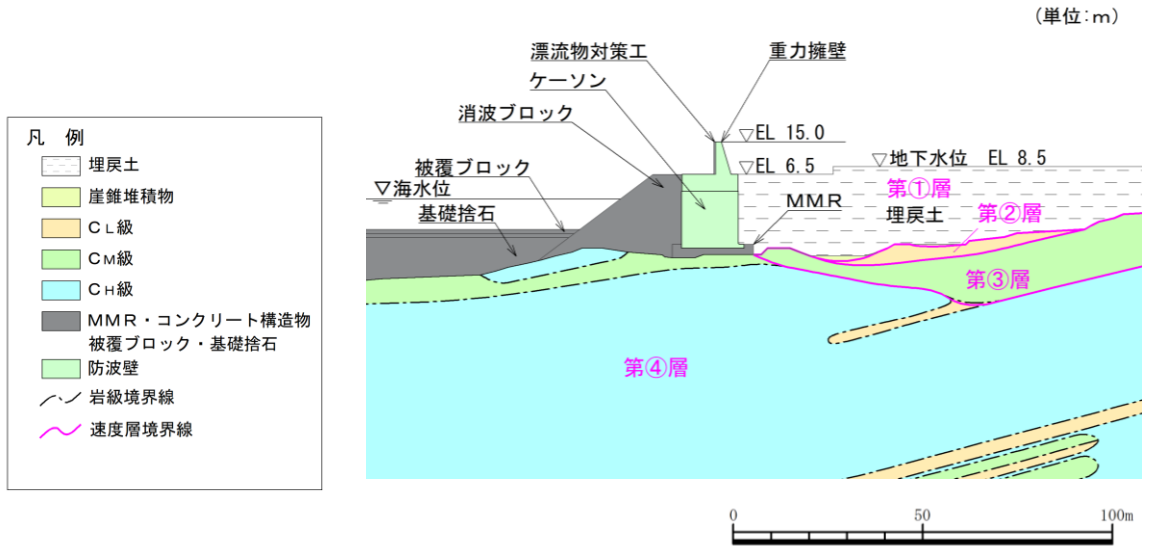 (単位:m)
漂流物対策工
重力擁壁
ケーソン
消波ブロック
▽EL 15.0
被覆ブロック
▽EL 6.5
▽地下水位 EL 8.5
▽海水位
第①層
MMR
基礎捨石
埋戻土
第②層
第③層
第④層
凡 例
埋戻土
崖錐堆積物
CL級
CM級
CH級
MMR・コンクリート構造物
被覆ブロック・基礎捨石
防波壁
岩級境界線
速度層境界線
0 50 100m